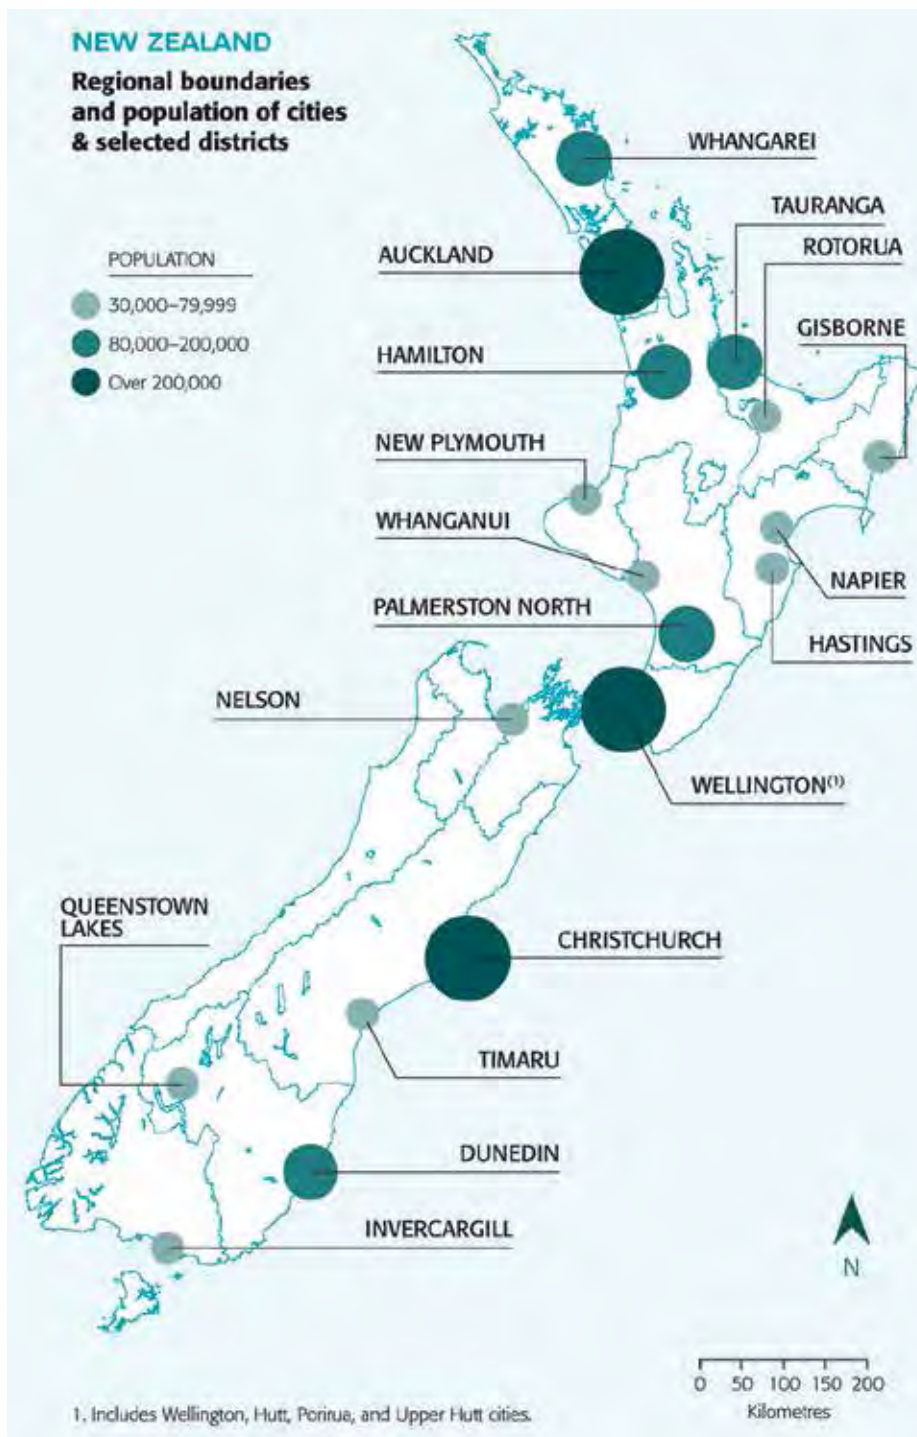 NEW ZEALAND
Regional boundaries
and population of cities
& selected districts
POPULATION
30,000–79,999
80,000–200,000
Over 200,000
WHANGAREI
TAURANGA
AUCKLAND
ROTORUA
GISBORNE
HAMILTON
NEW PLYMOUTH
WHANGANUI
NAPIER
PALMERSTON NORTH
HASTINGS
NELSON
WELLINGTON(1)
QUEENSTOWN
LAKES
CHRISTCHURCH
TIMARU
DUNEDIN
INVERCARGILL
N
0 50 100 150 200
Kilometres
1. Includes Wellington, Hutt, Porirua, and Upper Hutt cities.